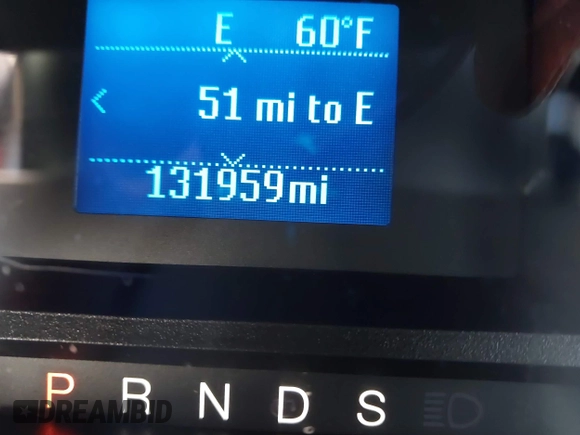 E 60°F
51 mi to E
131959mi
P R N D S
DREAMBID